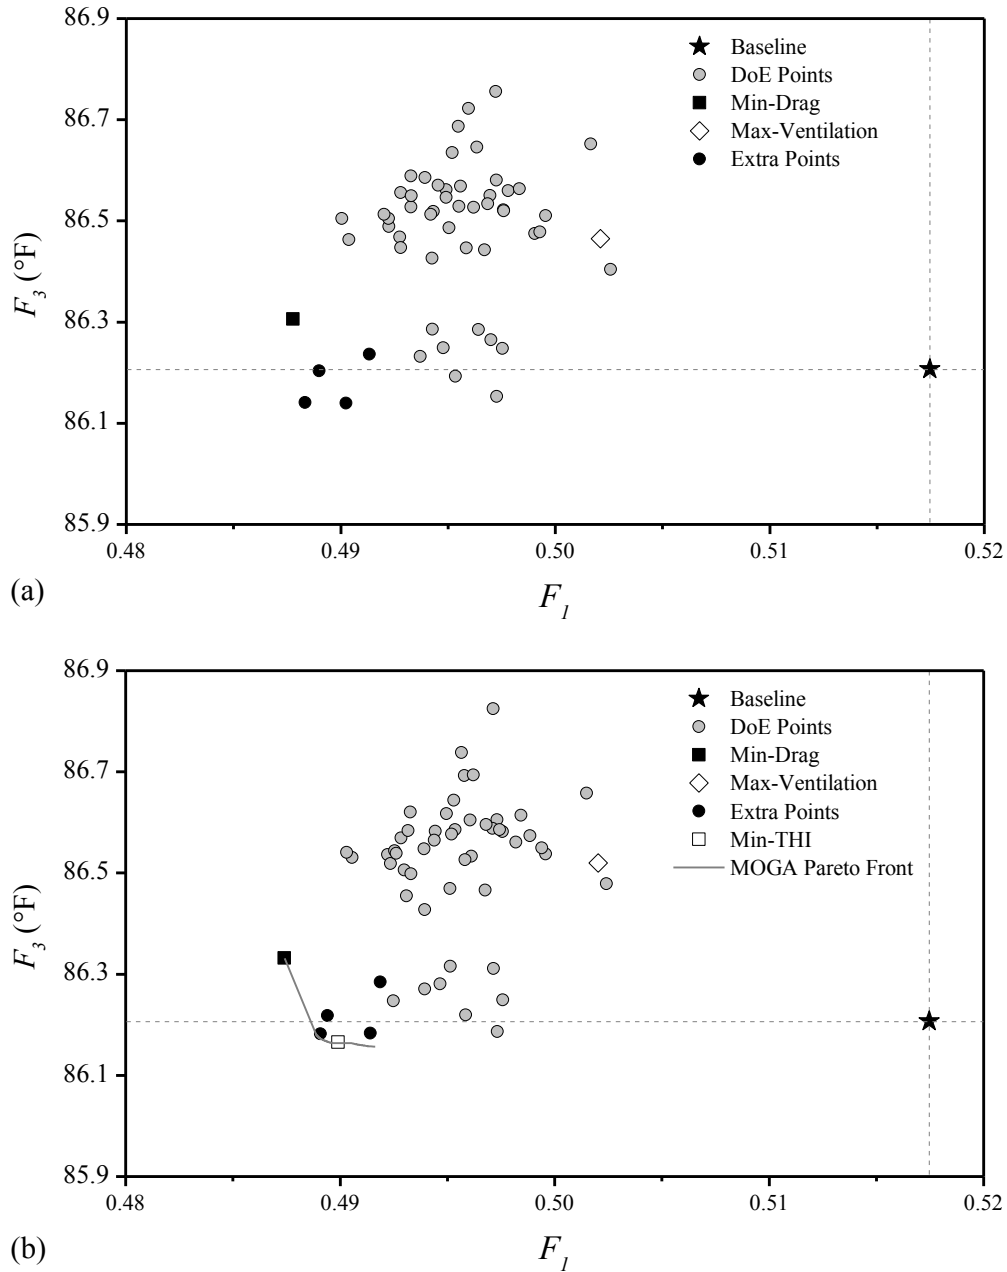 86.9
86.7
86.5
86.3
86.1
85.9
F3 (°F)
Baseline
DoE Points
Min-Drag
Max-Ventilation
Extra Points
0.48
0.49
0.50
0.51
0.52
(a)
F1
86.9
86.7
86.5
86.3
86.1
85.9
F3 (°F)
Baseline
DoE Points
Min-Drag
Max-Ventilation
Extra Points
Min-THI
MOGA Pareto Front
0.48
0.49
0.50
0.51
0.52
(b)
F1